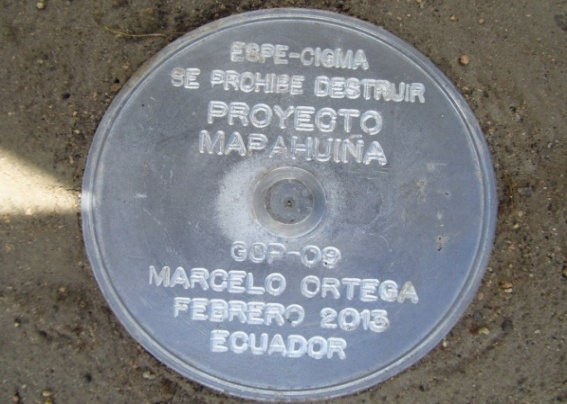 ESPE-CIGMA
SE PROHIBE DESTRUIR
PROYECTO
MAPAHUIÑA
GCP-09
MARCELO ORTEGA
FEBRERO 2013
ECUADOR